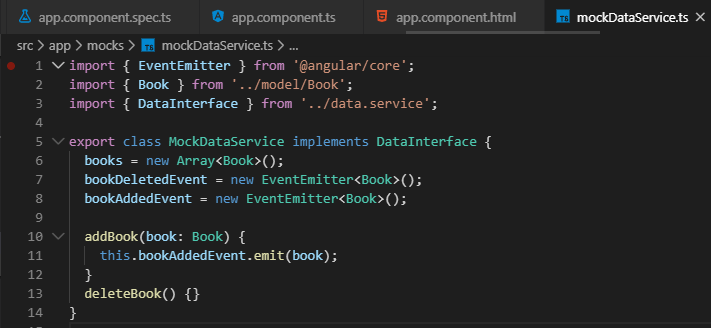 app.component.spec.ts app.component.ts app.component.html mockDataService.ts
src > app > mocks > TS mockDataService.ts > ...
1 import { EventEmitter } from '@angular/core';
2 import { Book } from '../model/Book';
3 import { DataInterface } from '../data.service';
4
5 export class MockDataService implements DataInterface {
6 books = new Array<Book>();
7 bookDeletedEvent = new EventEmitter<Book>();
8 bookAddedEvent = new EventEmitter<Book>();
9
10 addBook(book: Book) {
11 this.bookAddedEvent.emit(book);
12 }
13 deleteBook() {}
14 }
15